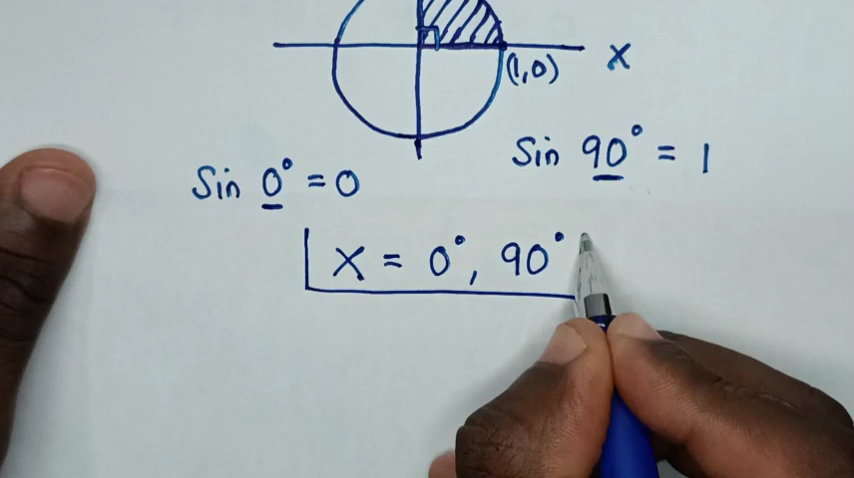 (1,0) X
Sin 90° = 1
Sin 0° = 0
X = 0°, 90°